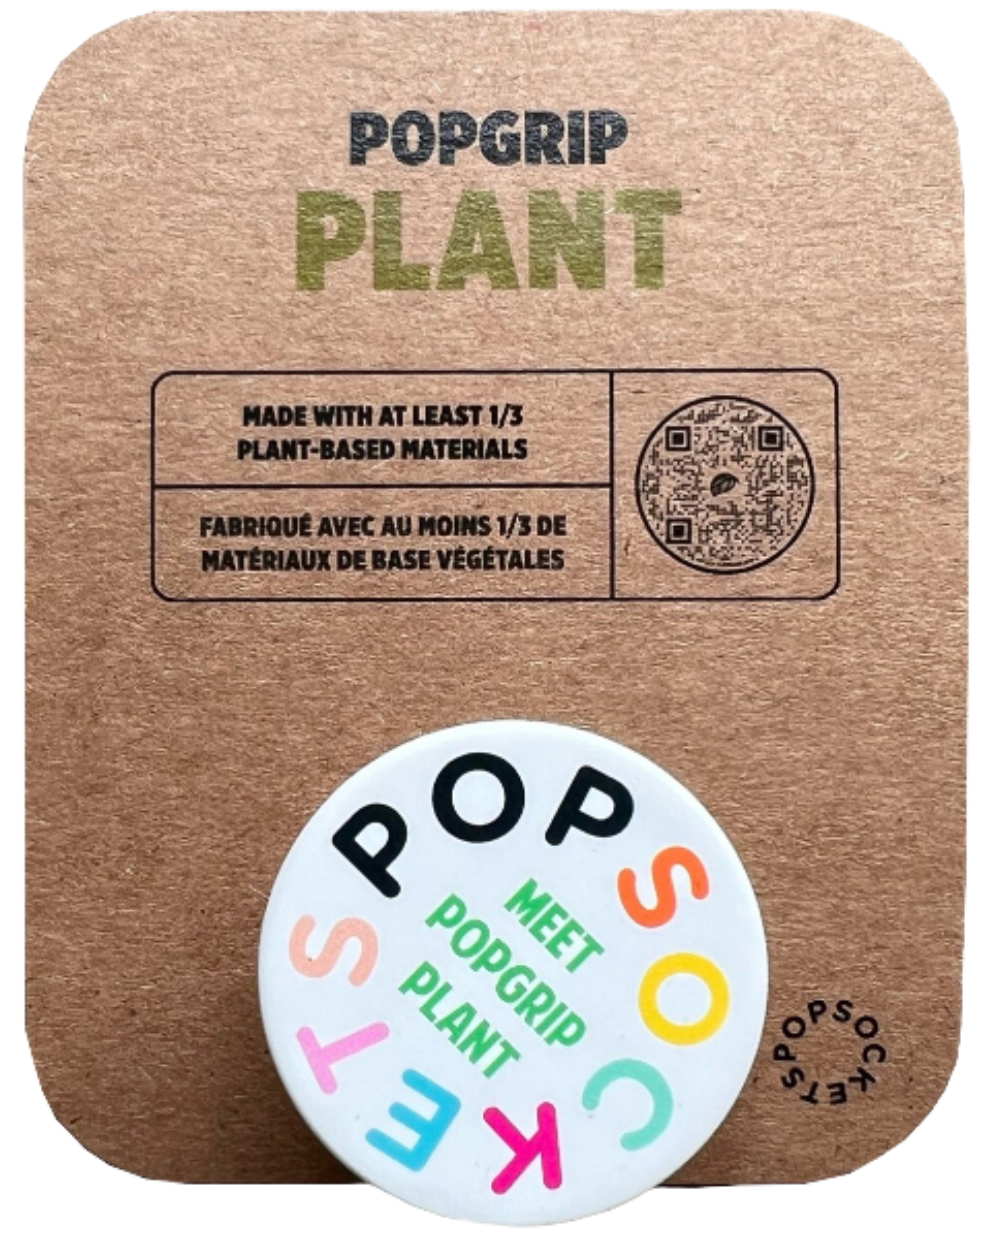 POPGRIP
PLANT
MADE WITH AT LEAST 1/3
PLANT-BASED MATERIALS
FABRIQUÉ AVEC AU MOINS 1/3 DE
MATÉRIAUX DE BASE VÉGÉTALES
POPSOCKETS
MEET
POPGRIP
PLANT
POPSOCKETS